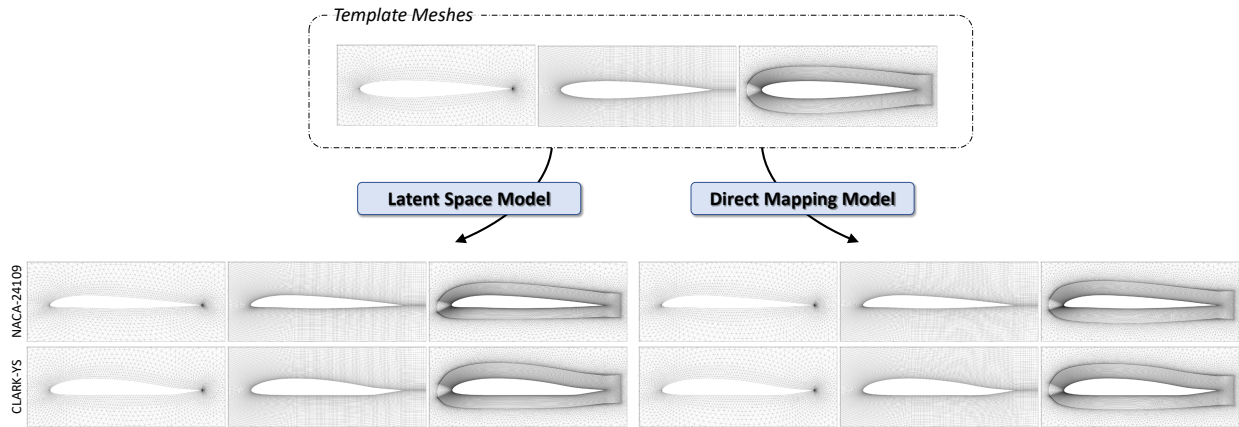 Template Meshes
Latent Space Model
Direct Mapping Model
NACA-24109
CLARK-YS